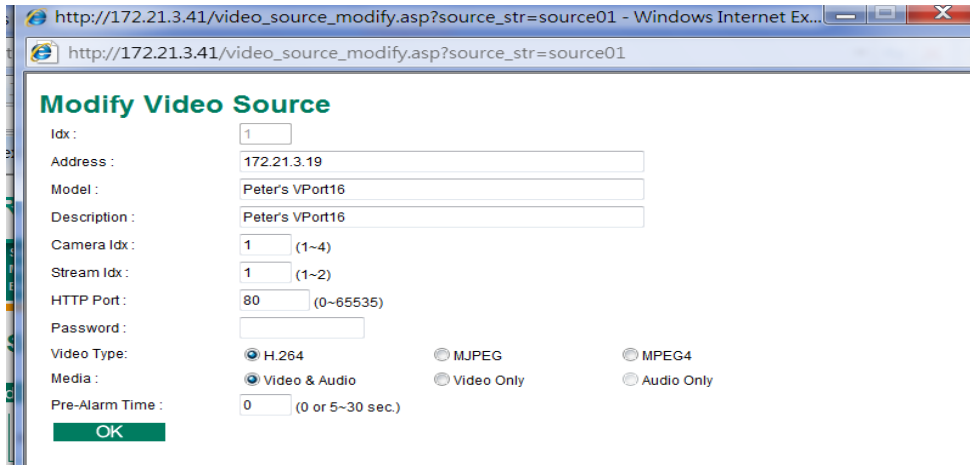 http://172.21.3.41/video_source_modify.asp?source_str=source01 - Windows Internet Ex...
http://172.21.3.41/video_source_modify.asp?source_str=source01
Modify Video Source
Idx : 1
Address : 172.21.3.19
Model : Peter's VPort16
Description : Peter's VPort16
Camera Idx : 1 (1~4)
Stream Idx : 1 (1~2)
HTTP Port : 80 (0~65535)
Password :
Video Type: H.264 MJPEG MPEG4
Media : Video & Audio Video Only Audio Only
Pre-Alarm Time : 0 (0 or 5~30 sec.)
OK